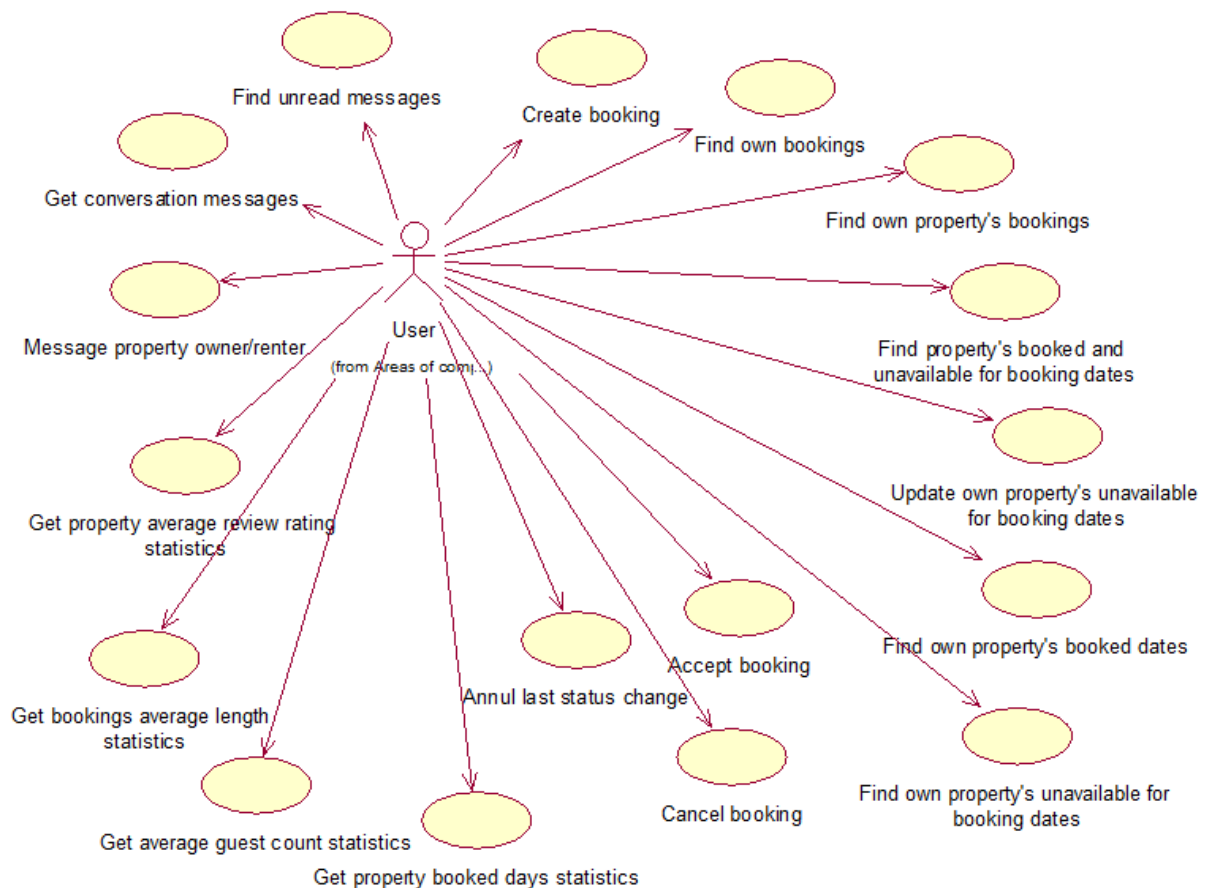 Find unread messages
Create booking
Find own bookings
Get conversation messages
Find own property's bookings
User
(from Areas of comp...)
Message property owner/renter
Find property's booked and
unavailable for booking dates
Update own property's unavailable
for booking dates
Get property average review rating
statistics
Find own property's booked dates
Accept booking
Annul last status change
Get bookings average length
statistics
Find own property's unavailable for
booking dates
Cancel booking
Get average guest count statistics
Get property booked days statistics